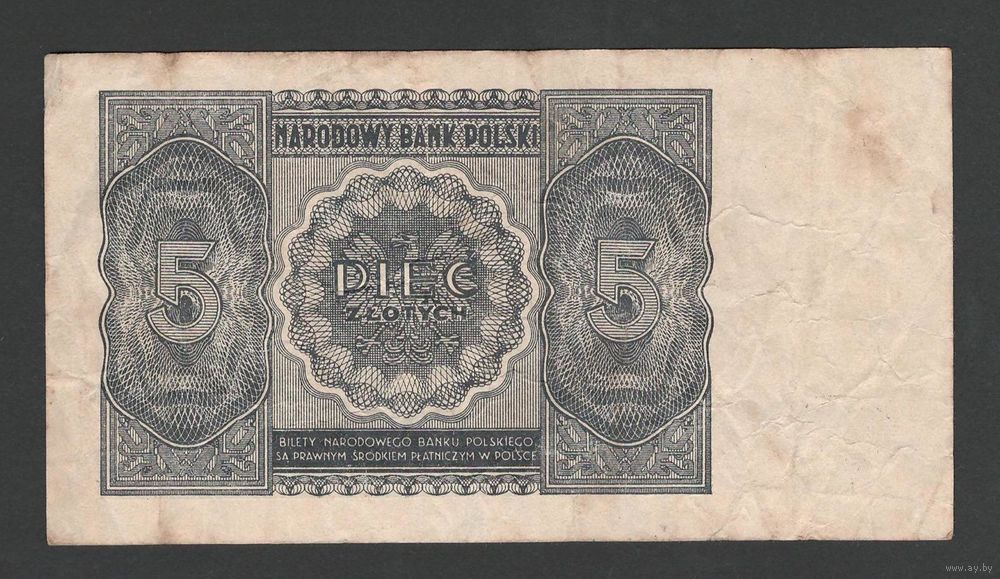 NARODOWY BANK POLSKI
5
PIĘĆ
ZŁOTYCH
5
BILETY NARODOWEGO BANKU POLSKIEGO
SĄ PRAWNYM ŚRODKIEM PŁATNICZYM W POLSCE
www.ay.by